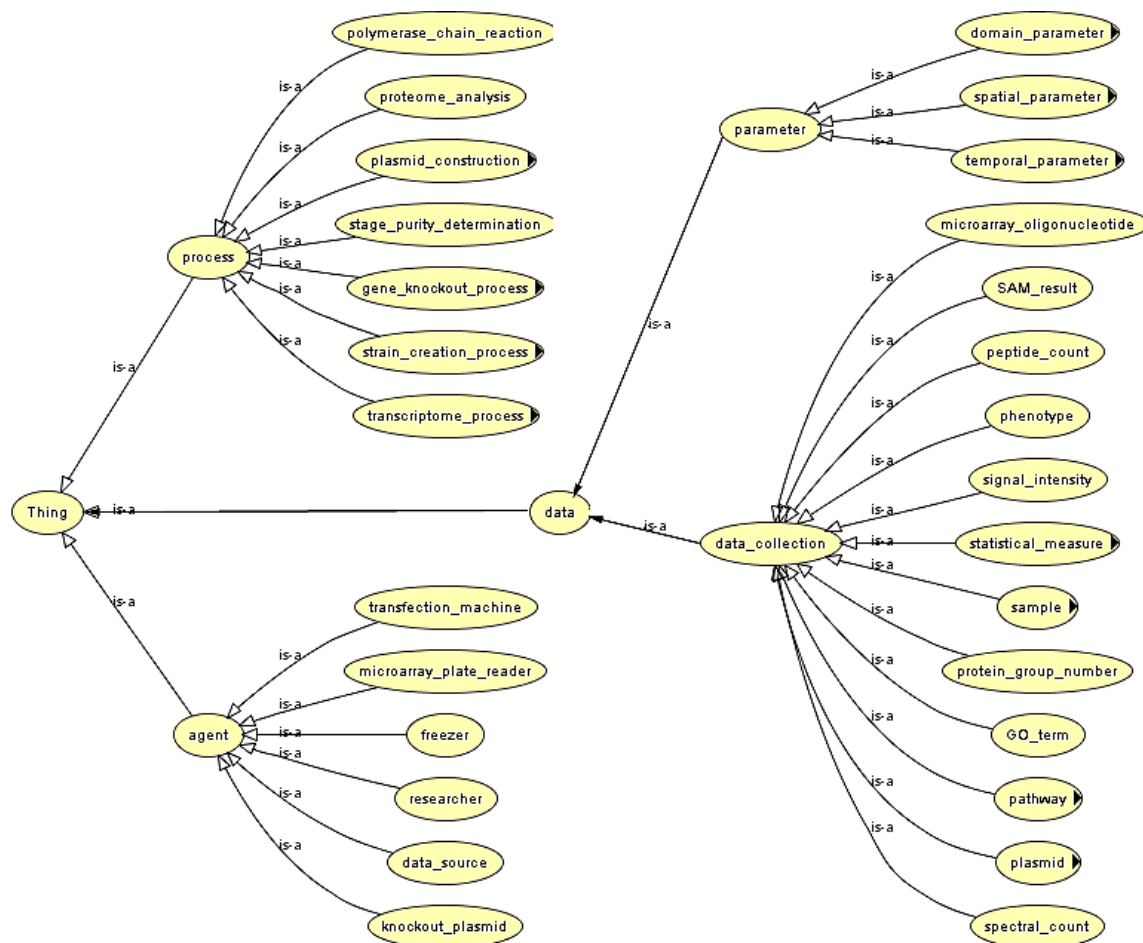 polymerase_chain_reaction
is-a
proteome_analysis
is-a
plasmid_construction
is-a
stage_purity_determination
is-a
process
is-a
gene_knockout_process
is-a
strain_creation_process
is-a
transcriptome_process
is-a
Thing
is-a
data
is-a
transfection_machine
is-a
microarray_plate_reader
is-a
agent
is-a
freezer
is-a
researcher
is-a
data_source
is-a
knockout_plasmid
domain_parameter
is-a
spatial_parameter
is-a
parameter
is-a
temporal_parameter
is-a
microarray_oligonucleotide
is-a
SAM_result
is-a
peptide_count
is-a
phenotype
is-a
signal_intensity
is-a
data_collection
is-a
statistical_measure
is-a
sample
is-a
protein_group_number
is-a
GO_term
is-a
pathway
is-a
plasmid
is-a
spectral_count